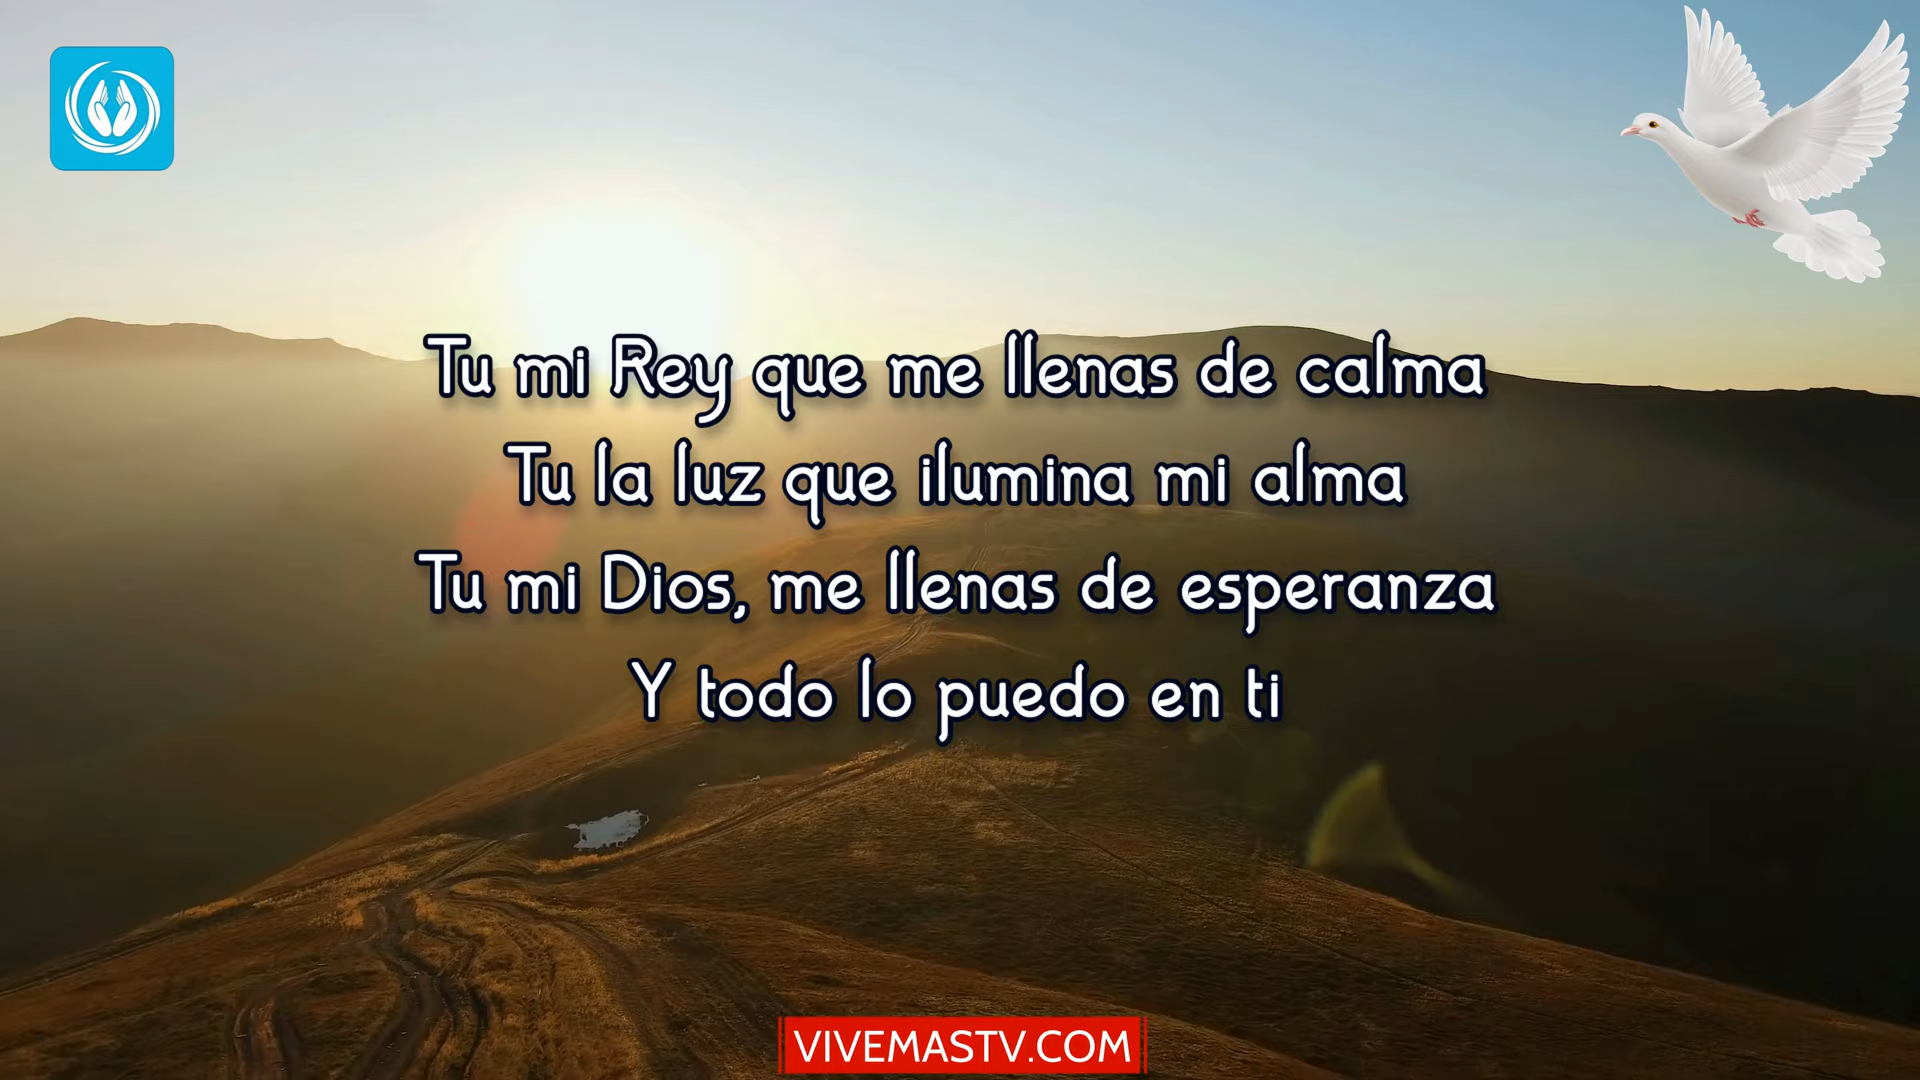 Tu mi Rey que me llenas de calma
Tu la luz que ilumina mi alma
Tu mi Dios, me llenas de esperanza
Y todo lo puedo en ti
VIVEMASTV.COM